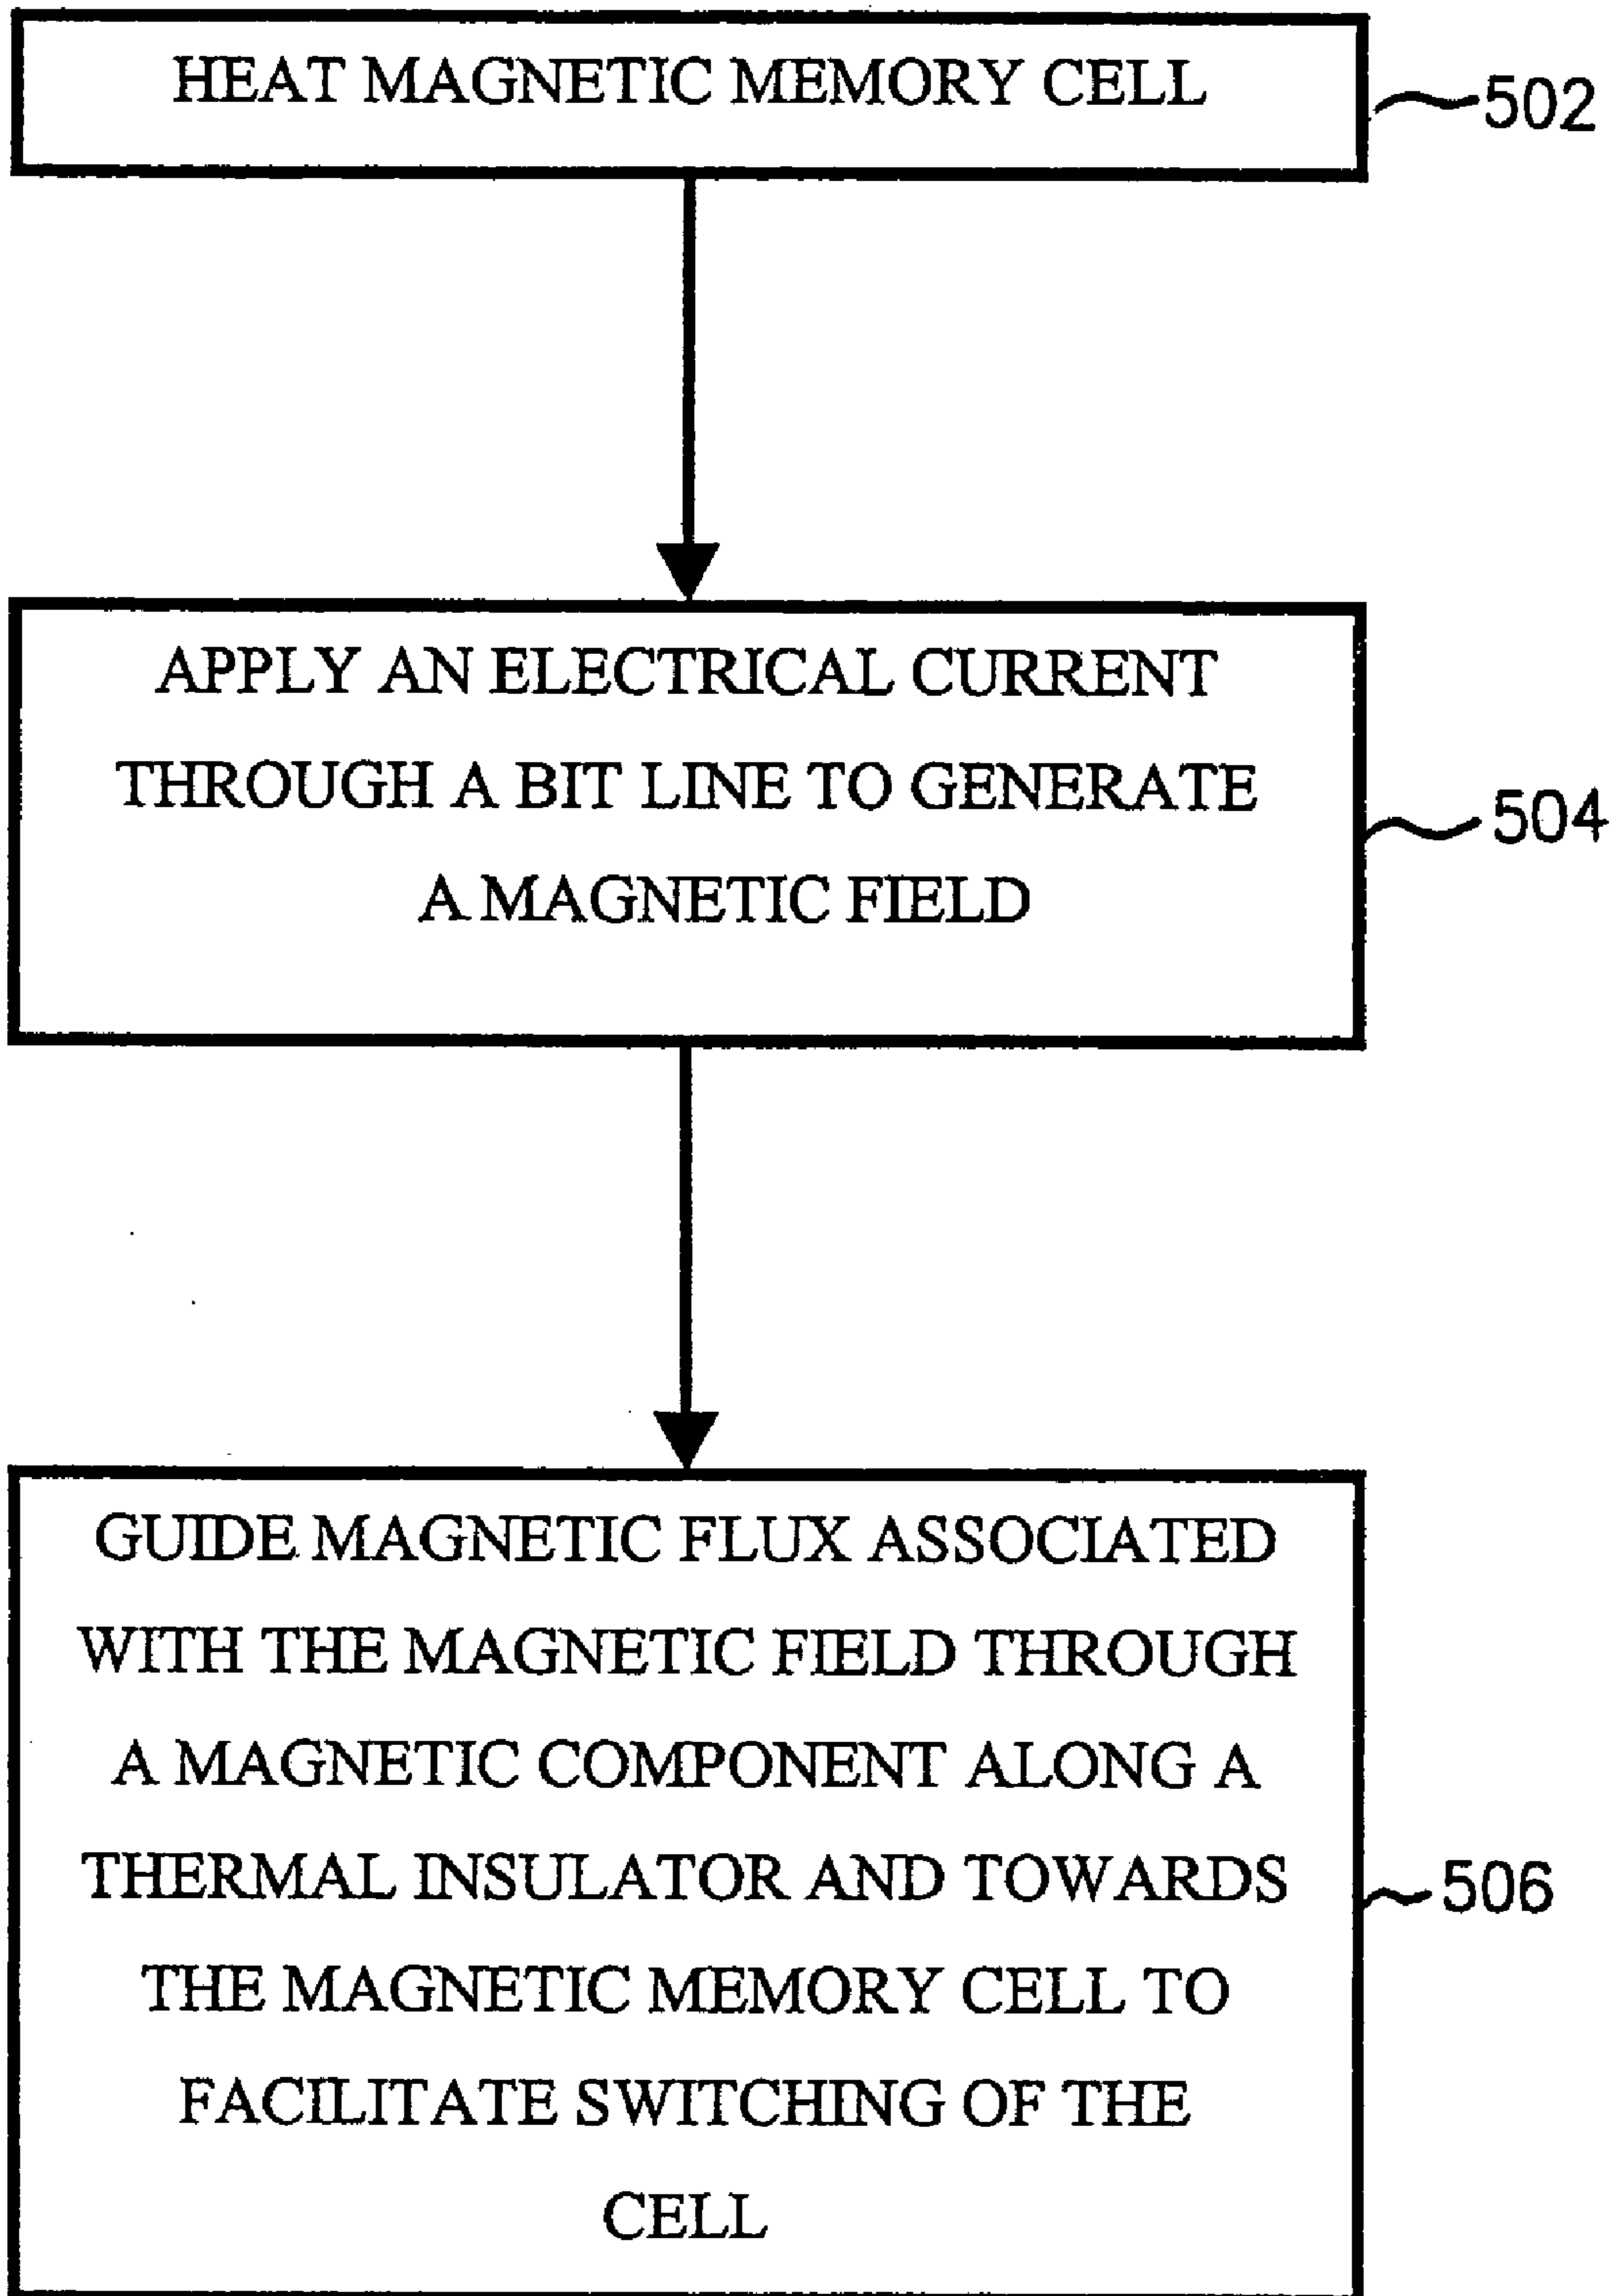 HEAT MAGNETIC MEMORY CELL
502
APPLY AN ELECTRICAL CURRENT
THROUGH A BIT LINE TO GENERATE
A MAGNETIC FIELD
504
GUIDE MAGNETIC FLUX ASSOCIATED
WITH THE MAGNETIC FIELD THROUGH
A MAGNETIC COMPONENT ALONG A
THERMAL INSULATOR AND TOWARDS
THE MAGNETIC MEMORY CELL TO
FACILITATE SWITCHING OF THE
CELL
506